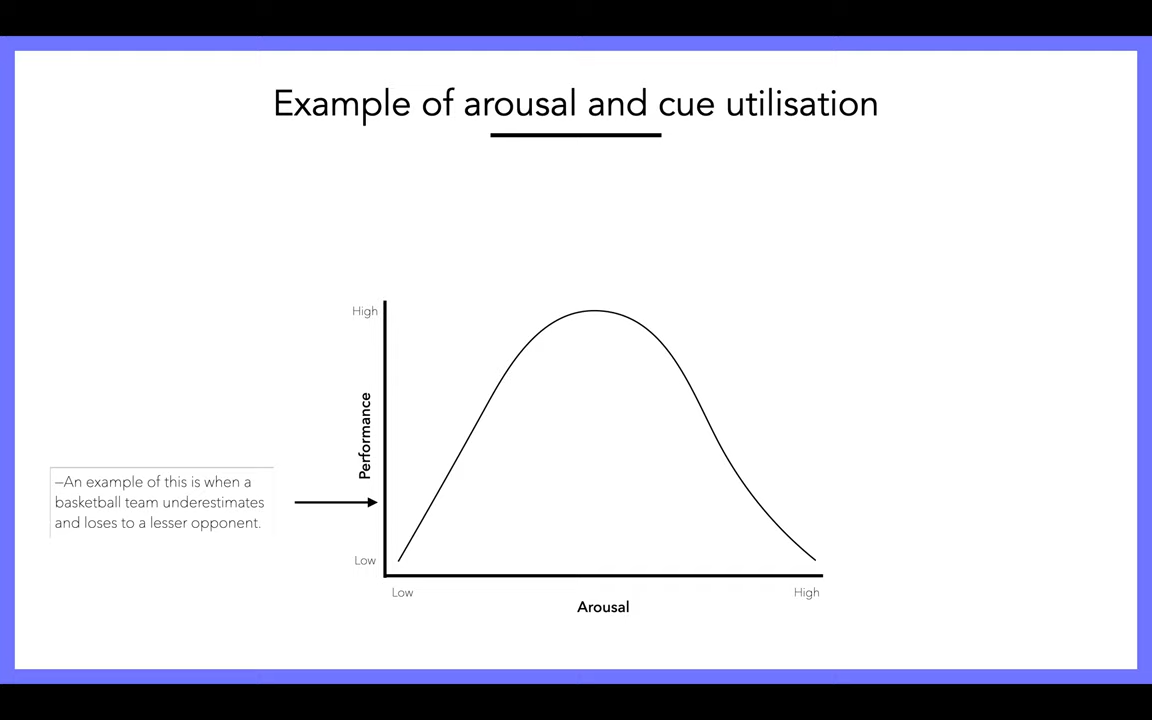 Example of arousal and cue utilisation
High
Performance
–An example of this is when a
basketball team underestimates
and loses to a lesser opponent.
Low
Low
High
Arousal